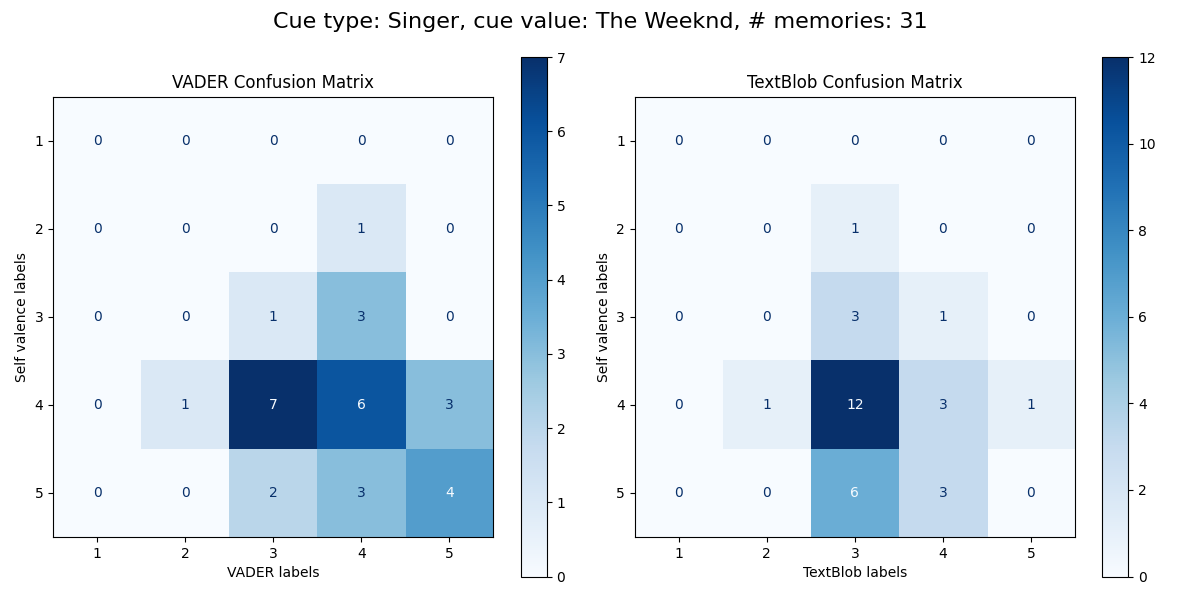 Cue type: Singer, cue value: The Weeknd, # memories: 31
VADER Confusion Matrix
Self valence labels
1 0 0 0 0 0
2 0 0 0 1 0
3 0 0 1 3 0
4 0 1 7 6 3
5 0 0 2 3 4
1 2 3 4 5
VADER labels
7
6
5
4
3
2
1
0
TextBlob Confusion Matrix
Self valence labels
1 0 0 0 0 0
2 0 0 1 0 0
3 0 0 3 1 0
4 0 1 12 3 1
5 0 0 6 3 0
1 2 3 4 5
TextBlob labels
12
10
8
6
4
2
0